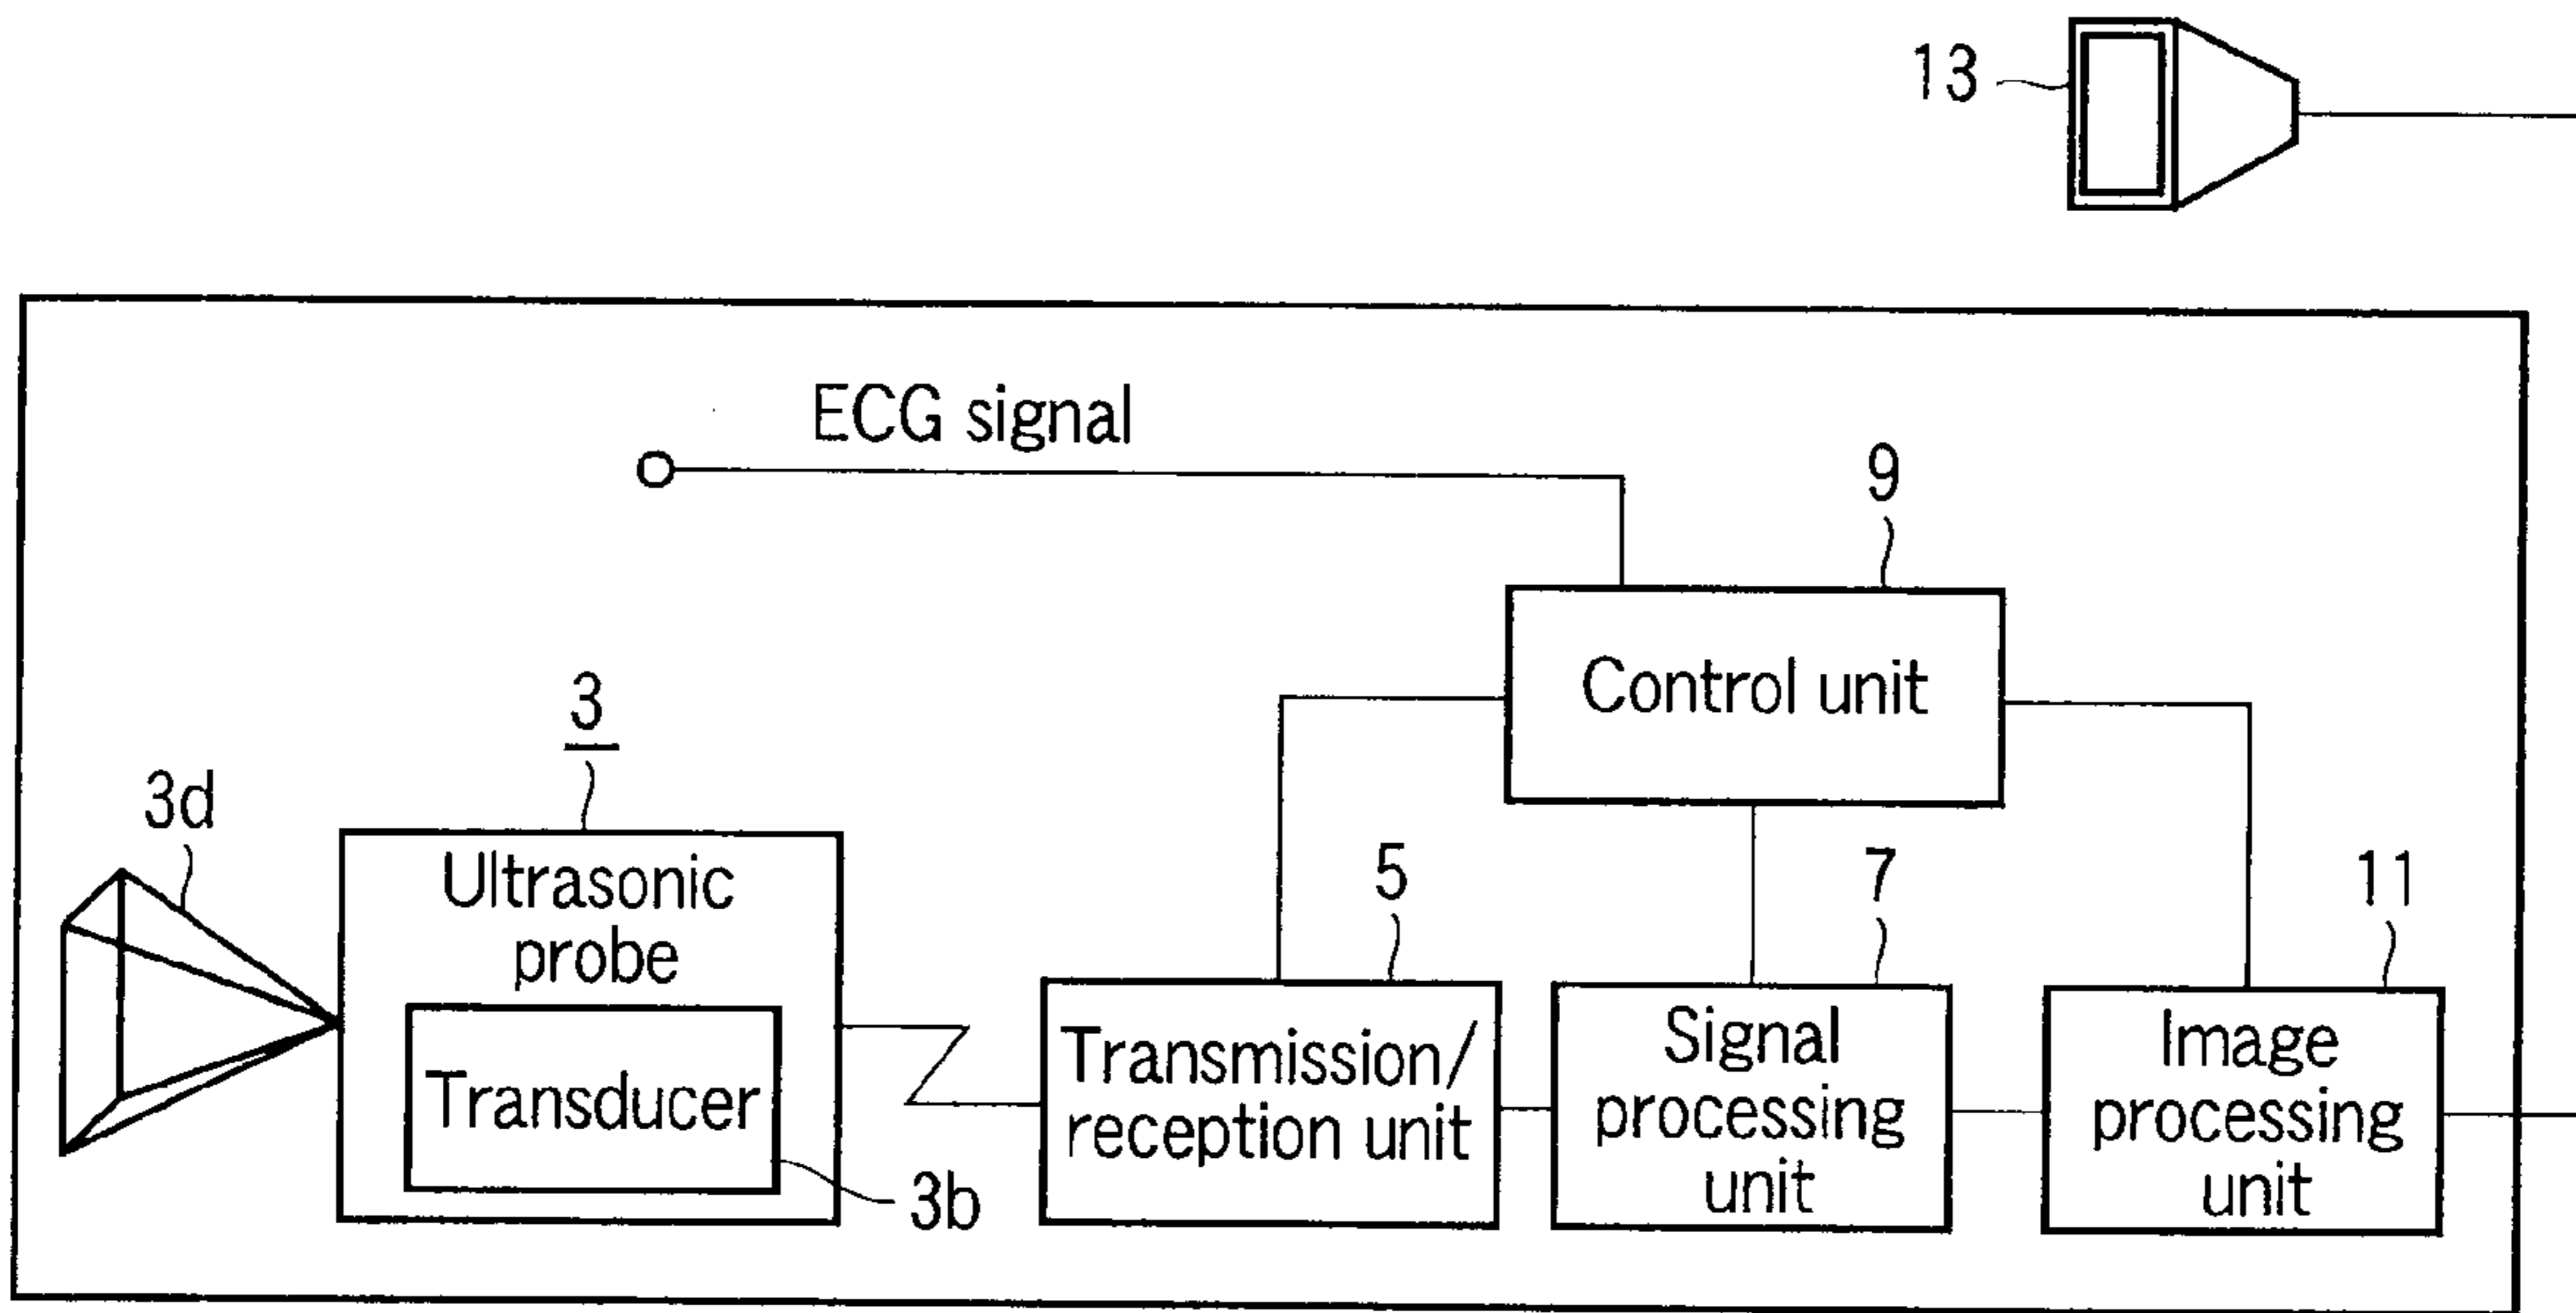 13
ECG signal
9
Control unit
3
3d
Ultrasonic
probe
Transducer
3b
5
Transmission/
reception unit
7
Signal
processing
unit
11
Image
processing
unit